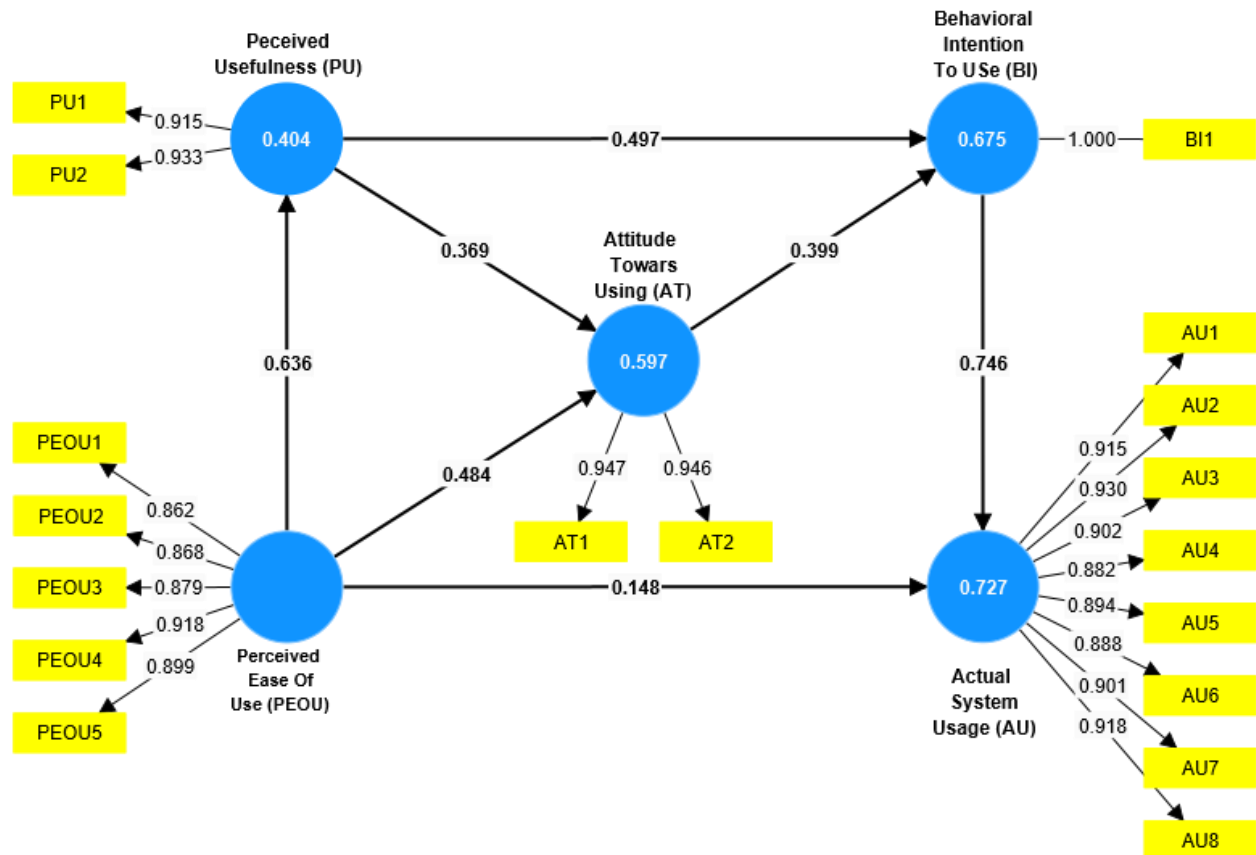 Peceived
Usefulness (PU)
Behavioral
Intention
To USe (BI)
PU1
0.915
0.404
0.497
0.675
1.000
BI1
PU2
0.933
0.369
Attitude
Towars
Using (AT)
0.399
0.636
0.597
0.746
AU1
AU2
PEOU1
0.484
0.947
0.946
0.915
AU3
0.862
0.930
PEOU2
AT1
AT2
0.902
AU4
0.868
0.882
PEOU3
0.879
0.148
0.727
0.894
AU5
0.918
0.888
PEOU4
0.899
Perceived
Ease Of
Use (PEOU)
Actual
System
Usage (AU)
0.901
AU6
PEOU5
0.918
AU7
AU8